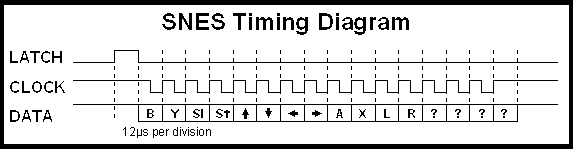 SNES Timing Diagram
LATCH
CLOCK
DATA B Y Sl St ↑ ↓ ← → A X L R ? ? ? ?
12µs per division